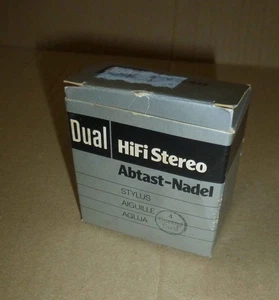 Dual
HiFi Stereo
Abtast-Nadel
STYLUS
AIGUILLE
AGUJA